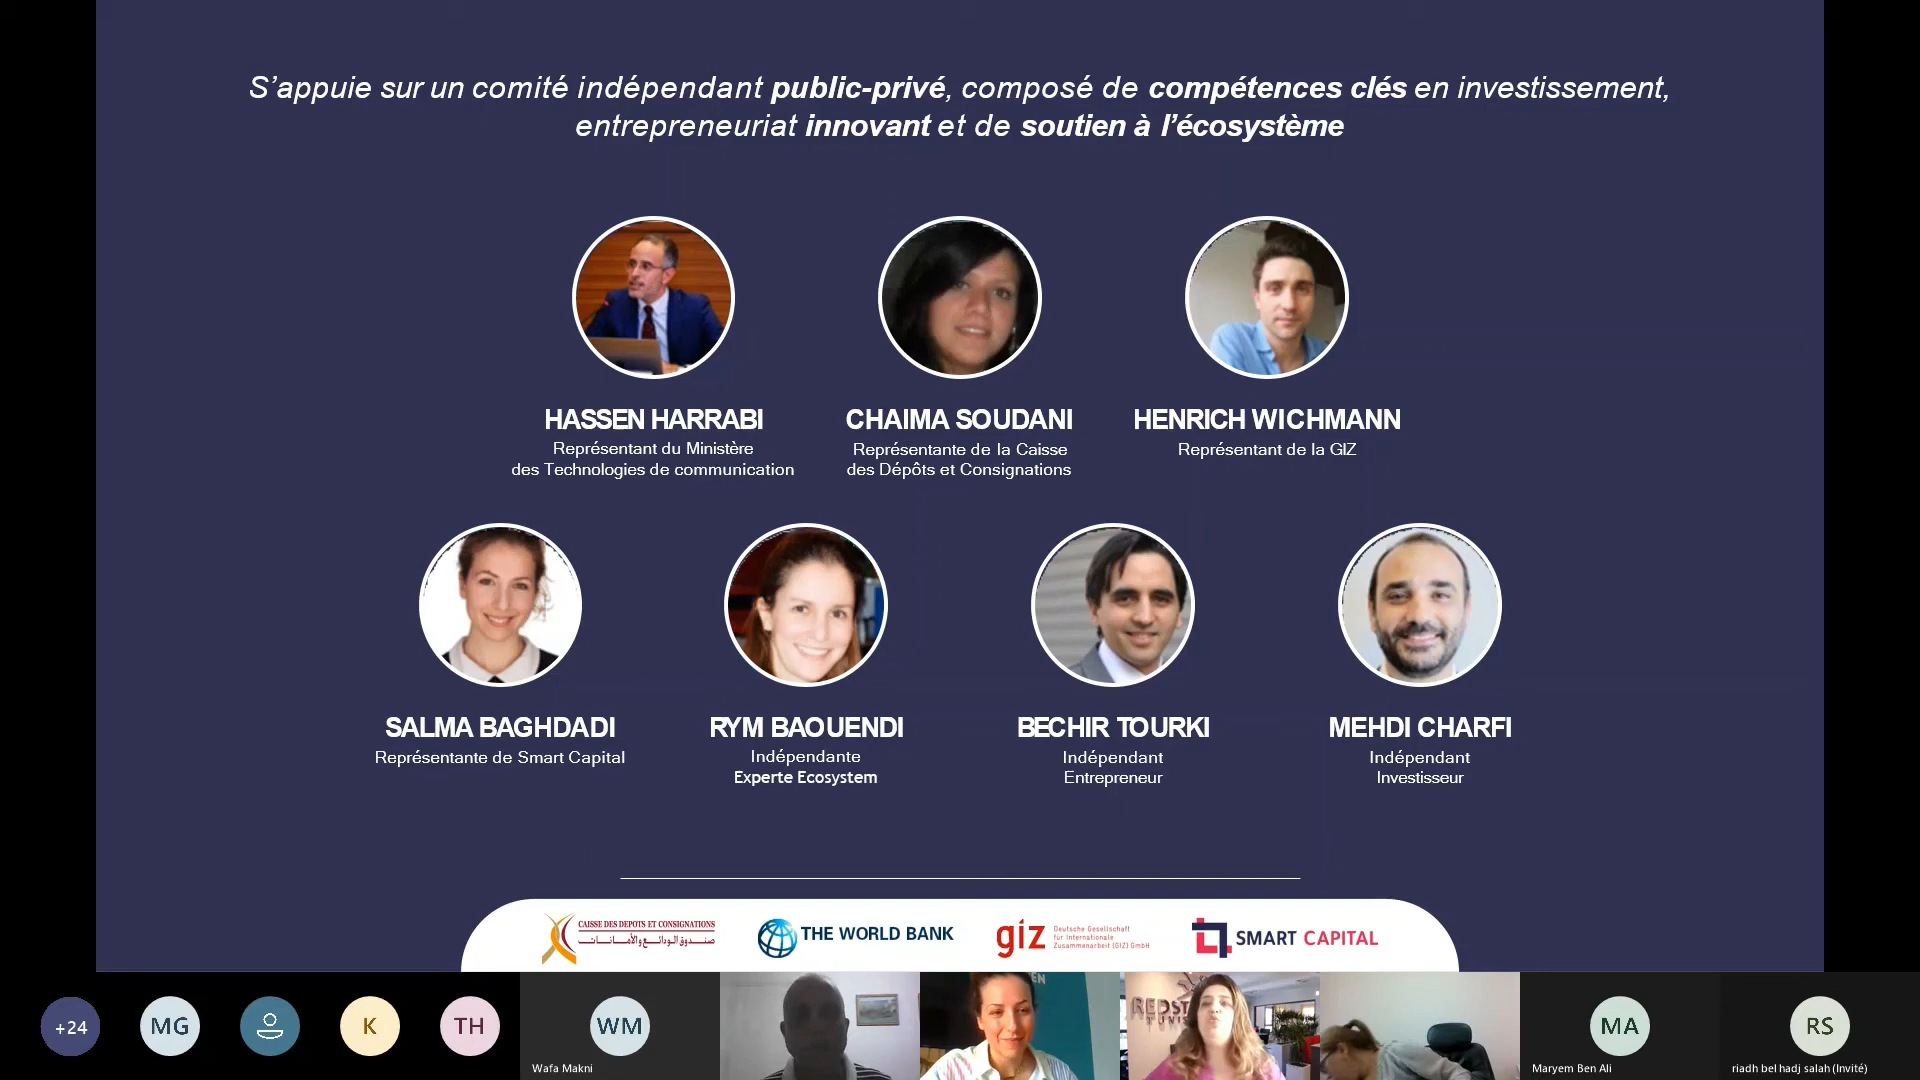 S'appuie sur un comité indépendant public-privé, composé de compétences clés en investissement,
entrepreneuriat innovant et de soutien à l'écosystème
HASSEN HARRABI
Représentant du Ministère
des Technologies de communication
CHAIMA SOUDANI
Représentante de la Caisse
des Dépôts et Consignations
HENRICH WICHMANN
Représentant de la GIZ
SALMA BAGHDADI
Représentante de Smart Capital
RYM BAOUENDI
Indépendante
Experte Ecosystem
BECHIR TOURKI
Indépendant
Entrepreneur
MEHDI CHARFI
Indépendant
Investisseur
CAISSE DES DEPOTS ET CONSIGNATIONS
صندوق الودائع والأمانات
THE WORLD BANK
giz
Deutsche Gesellschaft
für Internationale
Zusammenarbeit (GIZ) GmbH
SMART CAPITAL
+24
MG
K
TH
WM
Wafa Makni
EN
MA
Maryem Ben Ali
RS
riadh bel hadj salah (Invité)